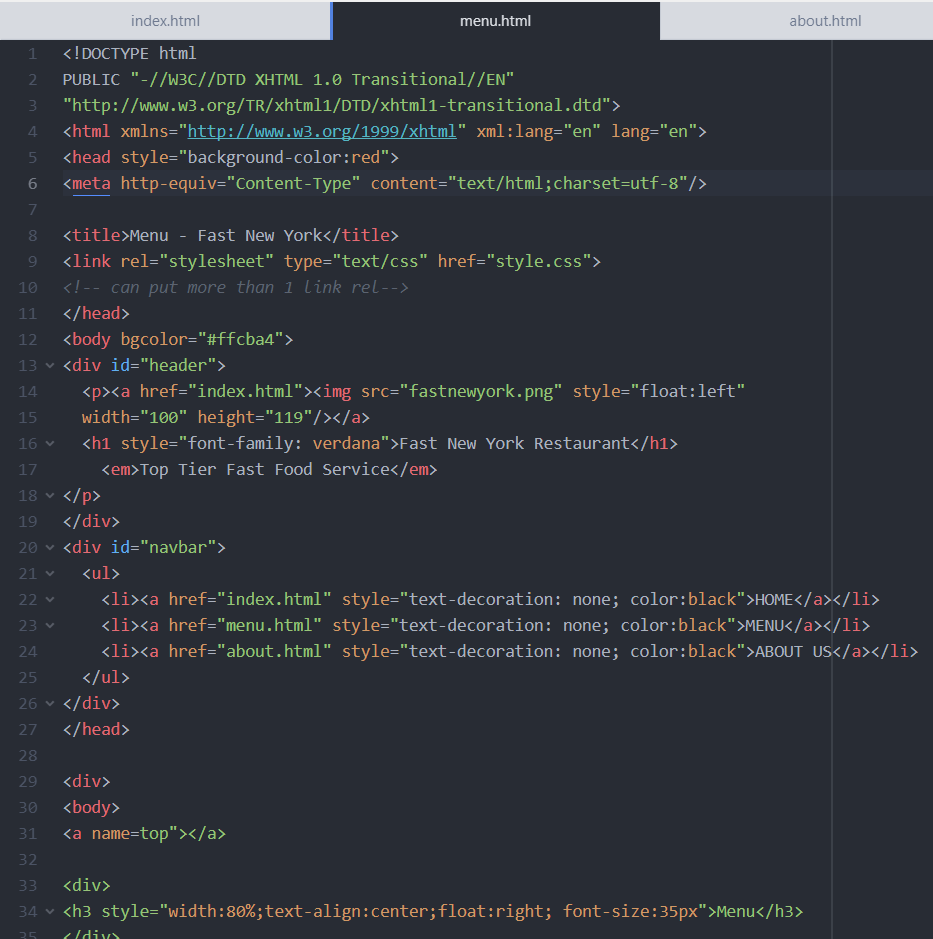 index.html menu.html about.html
1 <!DOCTYPE html
2 PUBLIC "-//W3C//DTD XHTML 1.0 Transitional//EN"
3 "http://www.w3.org/TR/xhtml1/DTD/xhtml1-transitional.dtd">
4 <html xmlns="http://www.w3.org/1999/xhtml" xml:lang="en" lang="en">
5 <head style="background-color:red">
6 <meta http-equiv="Content-Type" content="text/html;charset=utf-8"/>
7
8 <title>Menu - Fast New York</title>
9 <link rel="stylesheet" type="text/css" href="style.css">
10 <!-- can put more than 1 link rel-->
11 </head>
12 <body bgcolor="#ffcba4">
13 <div id="header">
14 <p><a href="index.html"><img src="fastnewyork.png" style="float:left"
15 width="100" height="119"/></a>
16 <h1 style="font-family: verdana">Fast New York Restaurant</h1>
17 <em>Top Tier Fast Food Service</em>
18 </p>
19 </div>
20 <div id="navbar">
21 <ul>
22 <li><a href="index.html" style="text-decoration: none; color:black">HOME</a></li>
23 <li><a href="menu.html" style="text-decoration: none; color:black">MENU</a></li>
24 <li><a href="about.html" style="text-decoration: none; color:black">ABOUT US</a></li>
25 </ul>
26 </div>
27 </head>
28
29 <div>
30 <body>
31 <a name=top"></a>
32
33 <div>
34 <h3 style="width:80%;text-align:center;float:right; font-size:35px">Menu</h3>
35 </div>